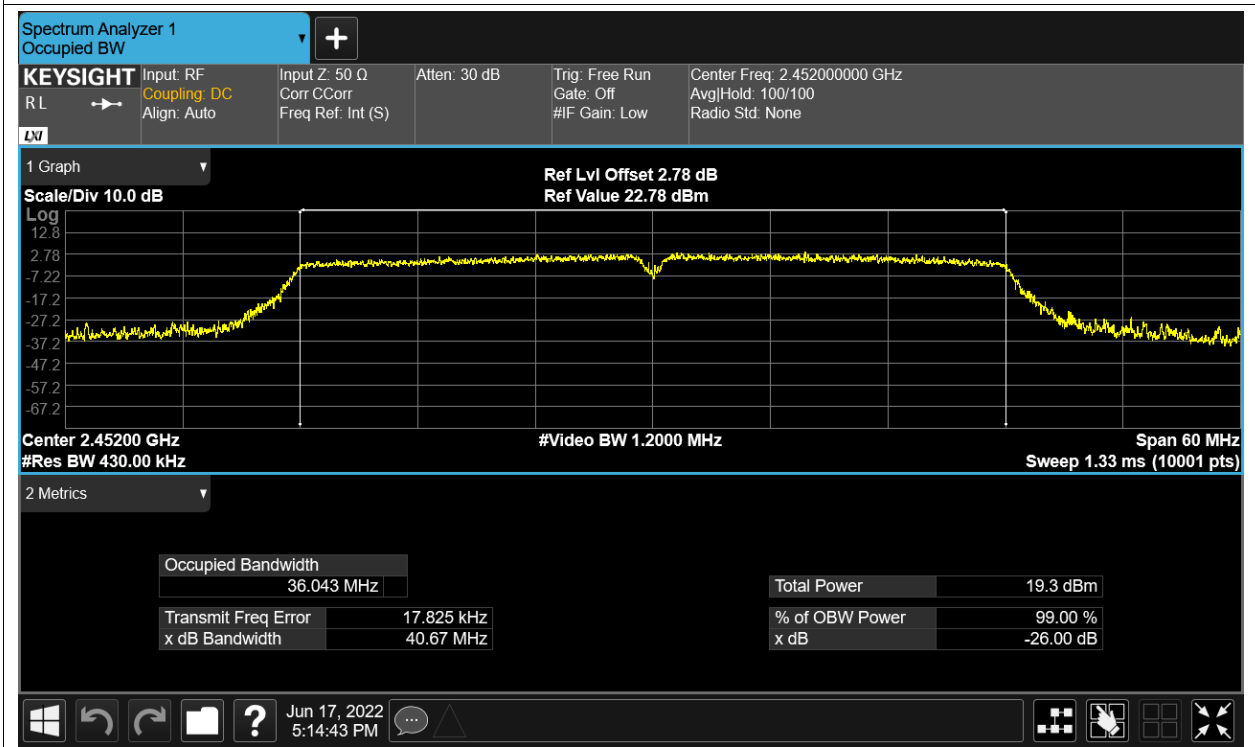 Spectrum Analyzer 1
Occupied BW
KEYSIGHT
R L
LXI
Input: RF
Coupling: DC
Align: Auto
Input Z: 50 Ω
Corr CCorr
Freq Ref: Int (S)
Atten: 30 dB
Trig: Free Run
Gate: Off
#IF Gain: Low
Center Freq: 2.452000000 GHz
Avg|Hold: 100/100
Radio Std: None
1 Graph
Scale/Div 10.0 dB
Ref Lvl Offset 2.78 dB
Ref Value 22.78 dBm
Log
12.8
2.78
-7.22
-17.2
-27.2
-37.2
-47.2
-57.2
-67.2
Center 2.45200 GHz
#Res BW 430.00 kHz
#Video BW 1.2000 MHz
Span 60 MHz
Sweep 1.33 ms (10001 pts)
2 Metrics
Occupied Bandwidth
36.043 MHz
Transmit Freq Error 17.825 kHz
x dB Bandwidth 40.67 MHz
Total Power 19.3 dBm
% of OBW Power 99.00 %
x dB -26.00 dB
?
Jun 17, 2022
5:14:43 PM